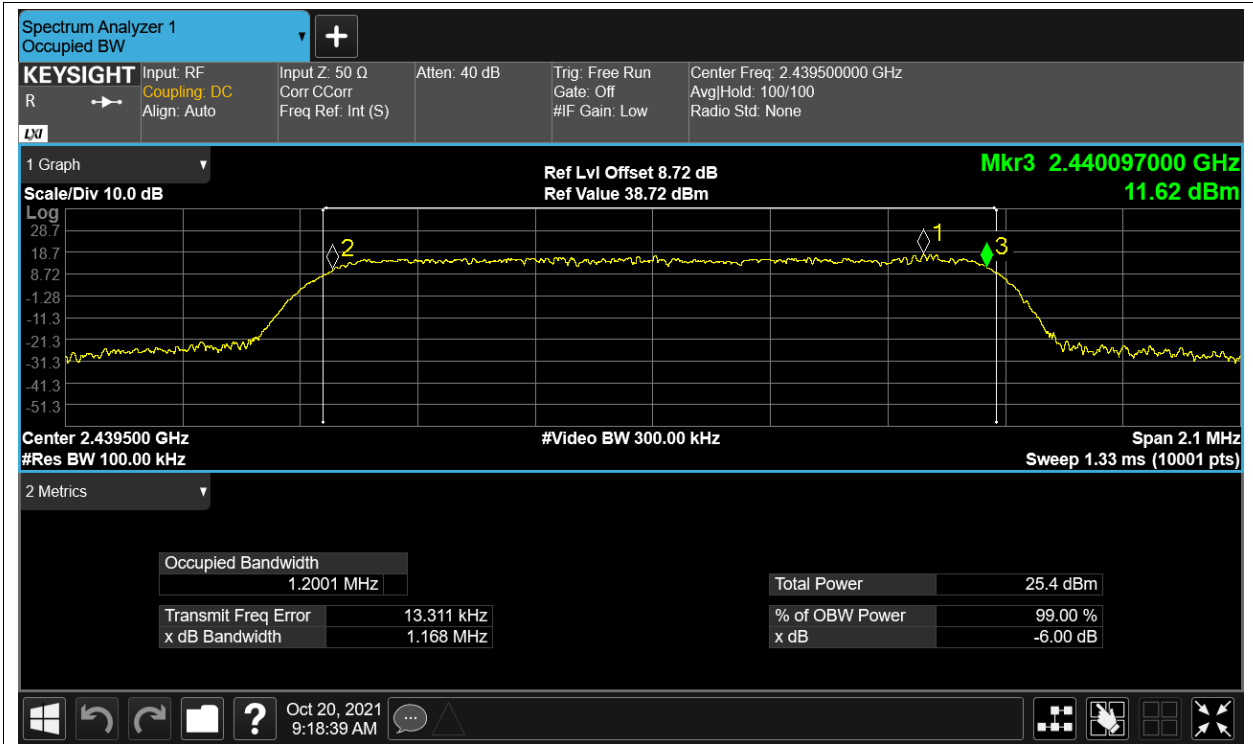 Spectrum Analyzer 1
Occupied BW
+
KEYSIGHT
R
LXI
Input: RF
Coupling: DC
Align: Auto
Input Z: 50 Ω
Corr CCorr
Freq Ref: Int (S)
Atten: 40 dB
Trig: Free Run
Gate: Off
#IF Gain: Low
Center Freq: 2.439500000 GHz
Avg|Hold: 100/100
Radio Std: None
1 Graph
Scale/Div 10.0 dB
Ref Lvl Offset 8.72 dB
Ref Value 38.72 dBm
Mkr3 2.440097000 GHz
11.62 dBm
Log
28.7
18.7
8.72
-1.28
-11.3
-21.3
-31.3
-41.3
-51.3
2
1
3
Center 2.439500 GHz
#Res BW 100.00 kHz
#Video BW 300.00 kHz
Span 2.1 MHz
Sweep 1.33 ms (10001 pts)
2 Metrics
Occupied Bandwidth
1.2001 MHz
Transmit Freq Error 13.311 kHz
x dB Bandwidth 1.168 MHz
Total Power 25.4 dBm
% of OBW Power 99.00 %
x dB -6.00 dB
?
Oct 20, 2021
9:18:39 AM